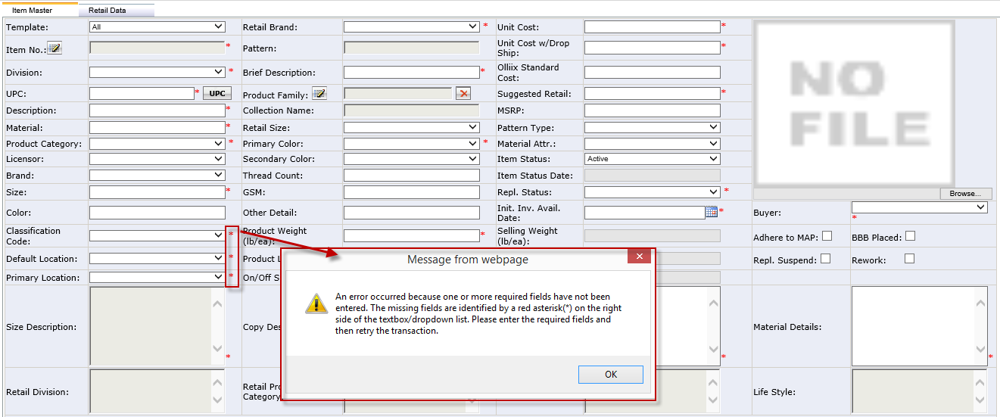 Item Master
Retail Data
Template: All * Retail Brand: * Unit Cost: *
Item No.: * Pattern: Unit Cost w/Drop
Ship: *
Division: * Brief Description: * Olliix Standard
Cost:
UPC: * UPC Product Family: Suggested Retail: *
Description: * Collection Name: MSRP:
Material: * Retail Size: Pattern Type:
Product Category: * Primary Color: * Material Attr.:
Licensor: Secondary Color: Item Status: Active
Brand: Thread Count: Item Status Date:
Size: * GSM: Repl. Status: *
NO
FILE
Browse...
Color: Other Detail: Init. Inv. Avail.
Date: *
Buyer: *
Classification
Code: * Product Weight
(lb/ea): * Selling Weight
(lb/ea):
Adhere to MAP: BBB Placed:
Default Location: * Product L
Repl. Suspend: Rework:
Primary Location: * On/Off S
Message from webpage
An error occurred because one or more required fields have not been
entered. The missing fields are identified by a red asterisk(*) on the right
side of the textbox/dropdown list. Please enter the required fields and
then retry the transaction.
OK
Size Description: * Copy Des * Material Details: *
Retail Division: Retail Pro
Category
Life Style: